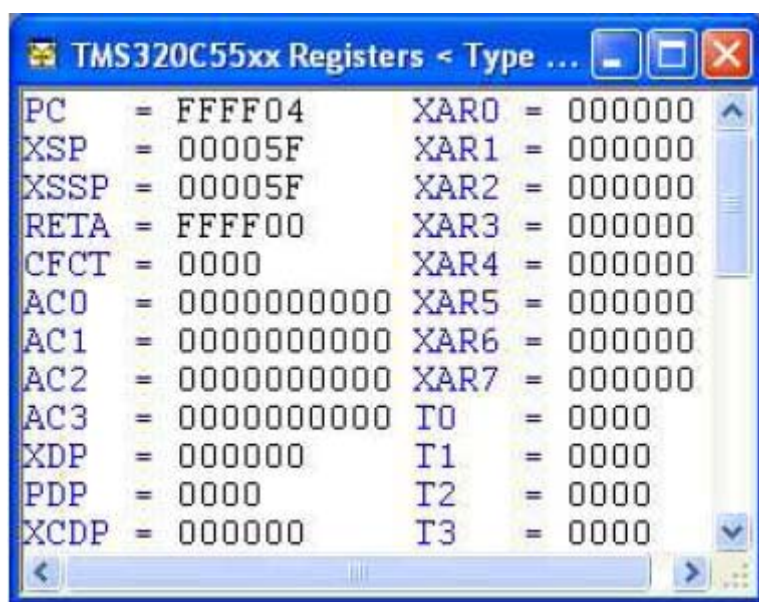 TMS320C55xx Registers < Type ...
PC = FFFF04 XAR0 = 000000
XSP = 00005F XAR1 = 000000
XSSP = 00005F XAR2 = 000000
RETA = FFFF00 XAR3 = 000000
CFCT = 0000 XAR4 = 000000
AC0 = 0000000000 XAR5 = 000000
AC1 = 0000000000 XAR6 = 000000
AC2 = 0000000000 XAR7 = 000000
AC3 = 0000000000 T0 = 0000
XDP = 000000 T1 = 0000
PDP = 0000 T2 = 0000
XCDP = 000000 T3 = 0000